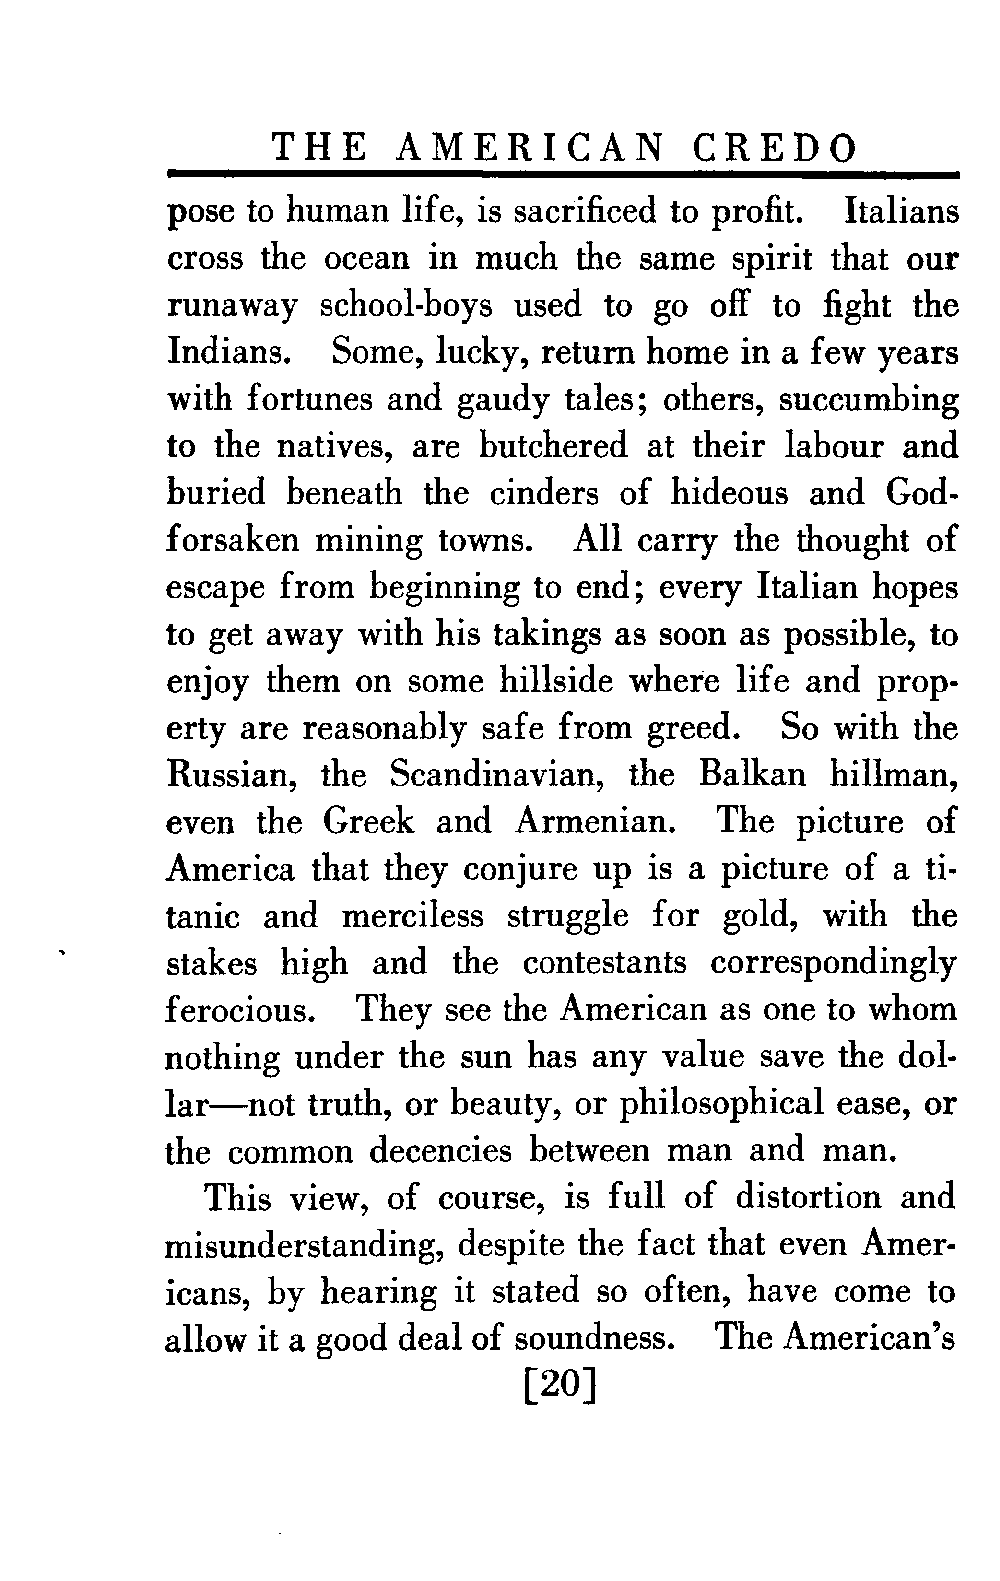 THE AMERICAN CREDO
pose to human life, is sacrificed to profit. Italians
cross the ocean in much the same spirit that our
runaway school-boys used to go off to fight the
Indians. Some, lucky, return home in a few years
with fortunes and gaudy tales; others, succumbing
to the natives, are butchered at their labour and
buried beneath the cinders of hideous and God-
forsaken mining towns. All carry the thought of
escape from beginning to end; every Italian hopes
to get away with his takings as soon as possible, to
enjoy them on some hillside where life and prop-
erty are reasonably safe from greed. So with the
Russian, the Scandinavian, the Balkan hillman,
even the Greek and Armenian. The picture of
America that they conjure up is a picture of a ti-
tanic and merciless struggle for gold, with the
stakes high and the contestants correspondingly
ferocious. They see the American as one to whom
nothing under the sun has any value save the dol-
lar—not truth, or beauty, or philosophical ease, or
the common decencies between man and man.
This view, of course, is full of distortion and
misunderstanding, despite the fact that even Amer-
icans, by hearing it stated so often, have come to
allow it a good deal of soundness. The American's
[20]